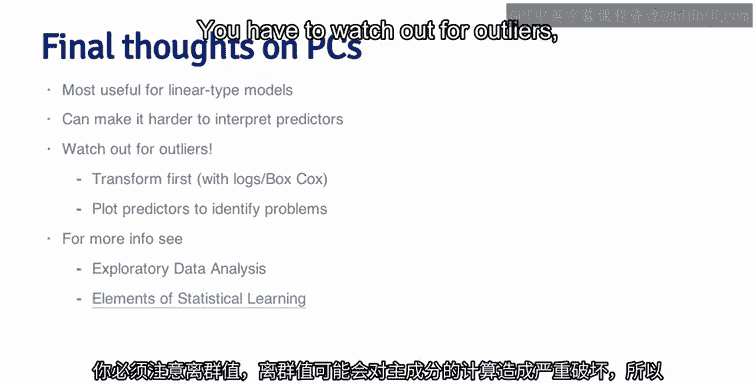 You have to watch out for outliers,
Final thoughts on PCs
· Most useful for linear-type models
· Can make it harder to interpret predictors
· Watch out for outliers!
- Transform first (with logs/Box Cox)
- Plot predictors to identify problems
· For more info see
- Exploratory Data Analysis
- Elements of Statistical Learning
你必须注意离群值，离群值可能会对主成分的计算造成严重破坏，所以